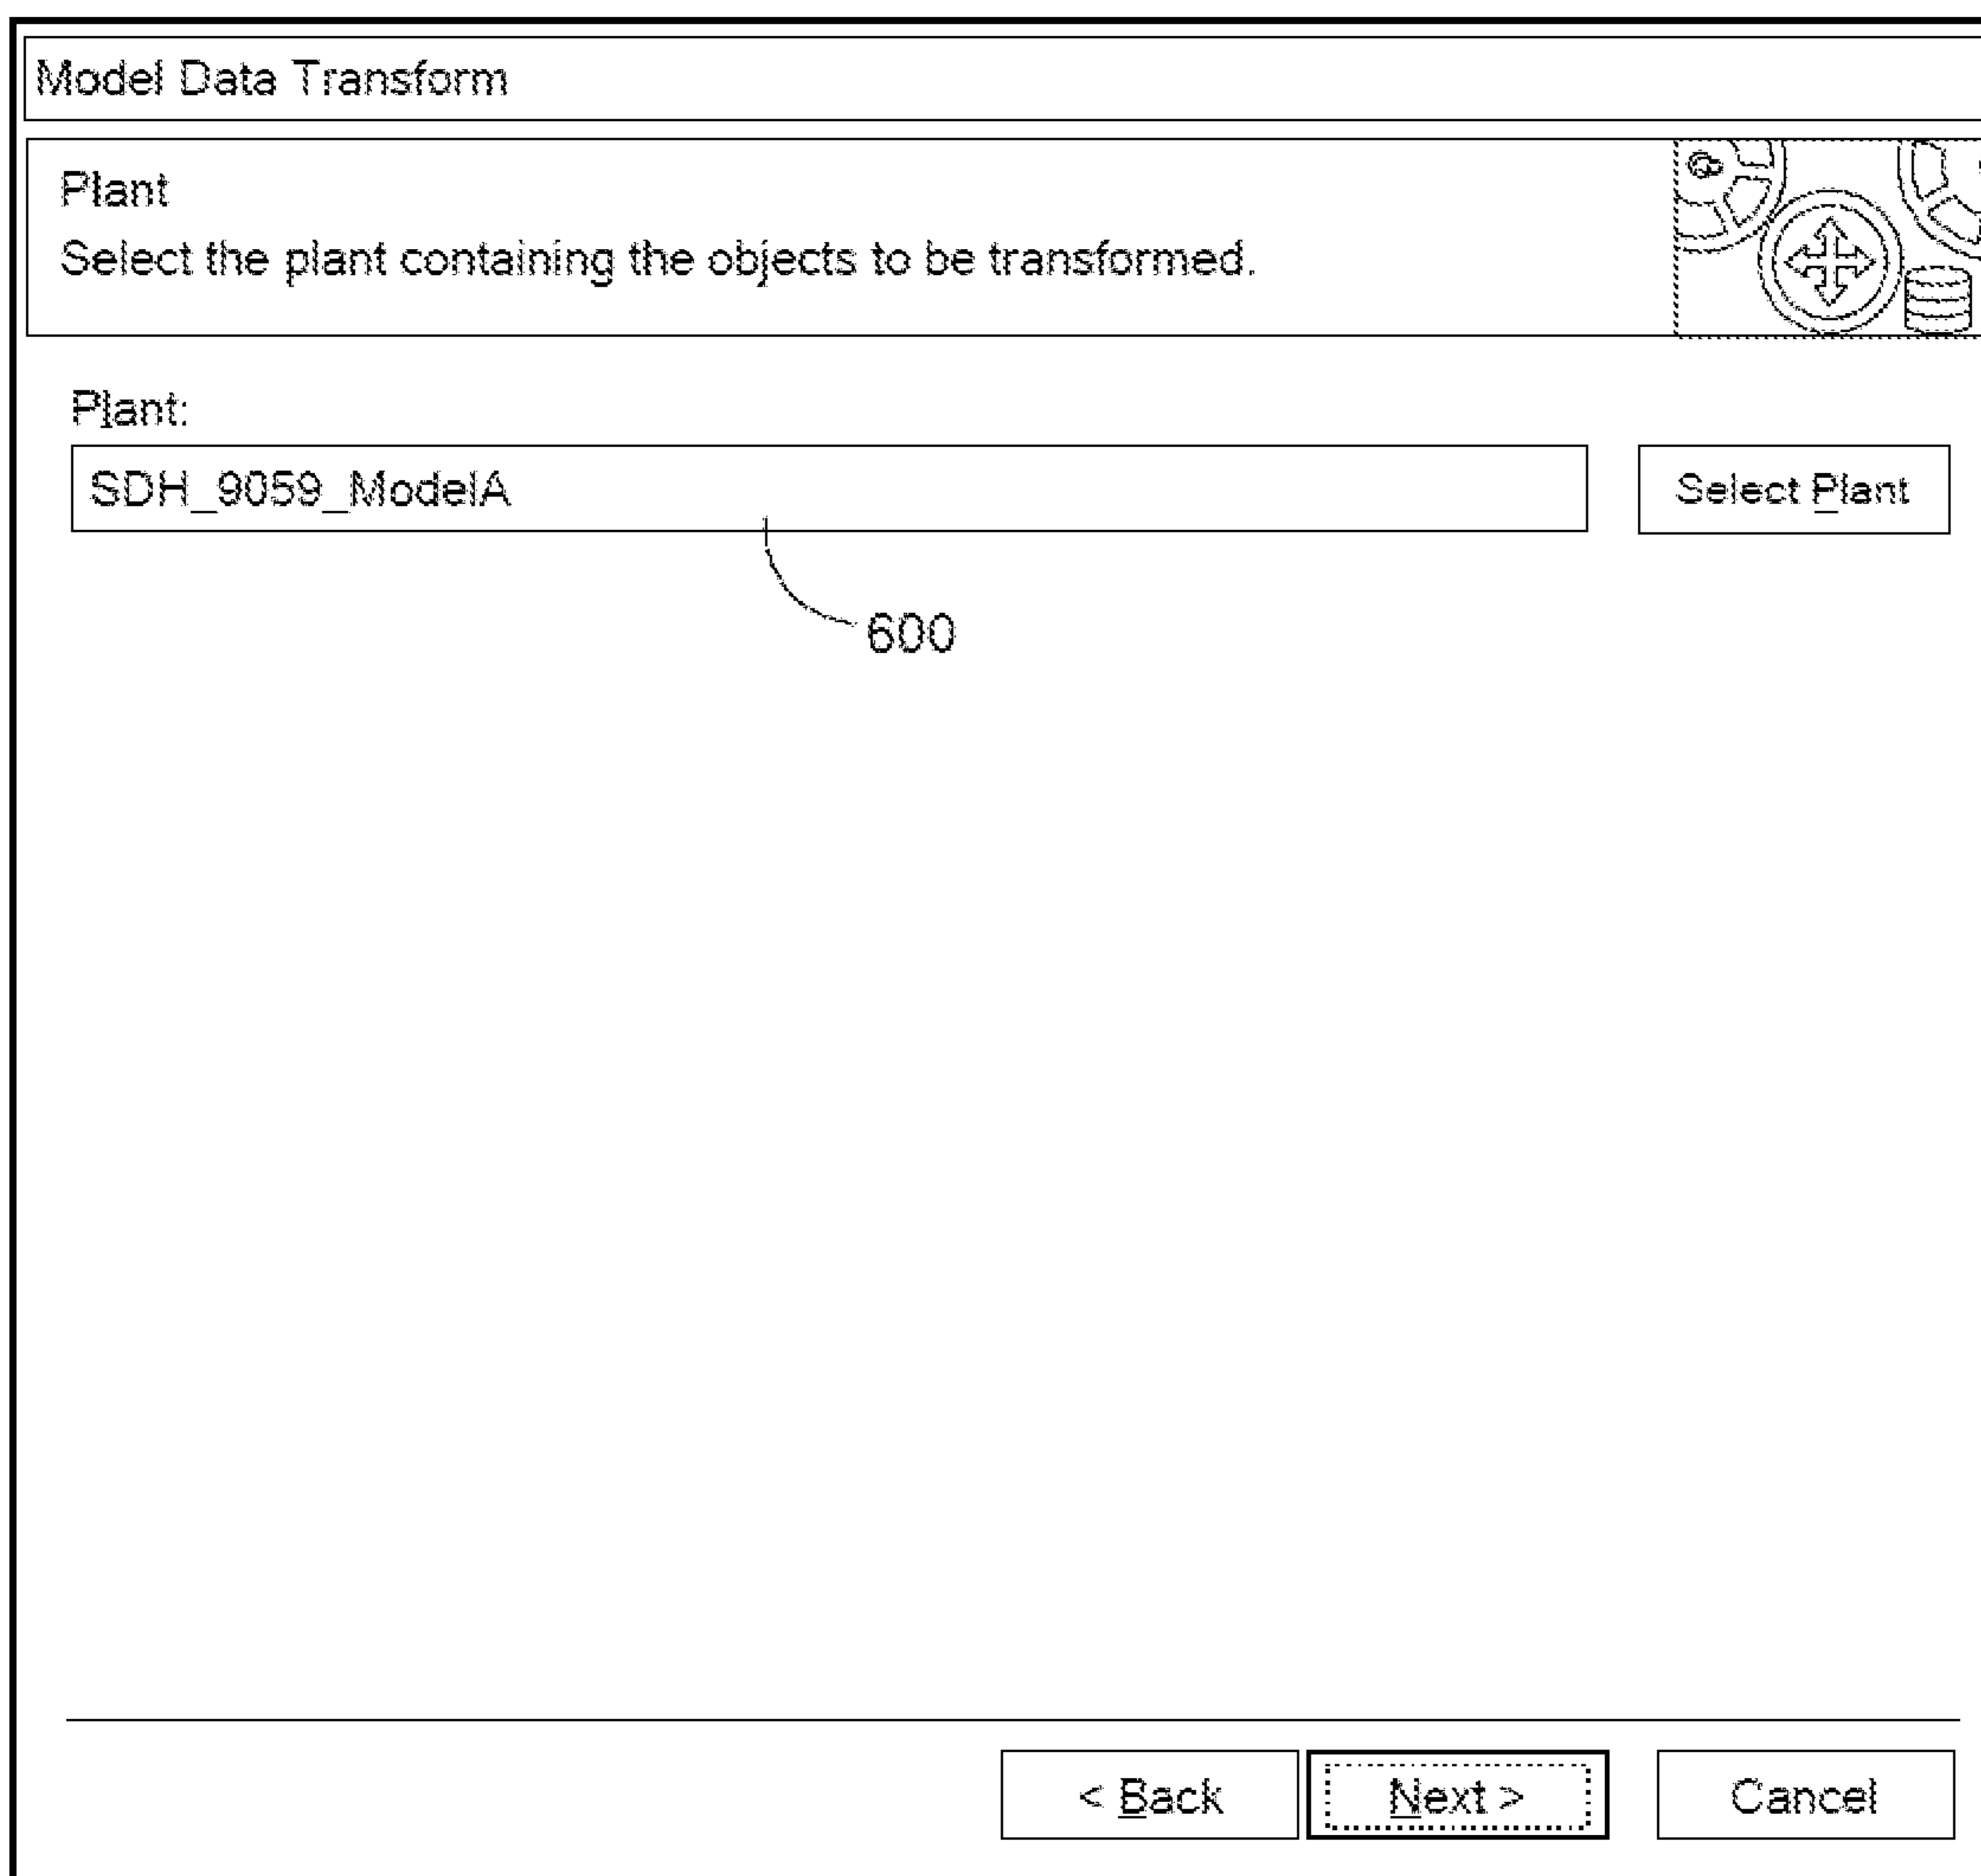 Model Data Transform
Plant
Select the plant containing the objects to be transformed.
Plant:
SDH_9059_ModelA
Select Plant
600
< Back
Next >
Cancel